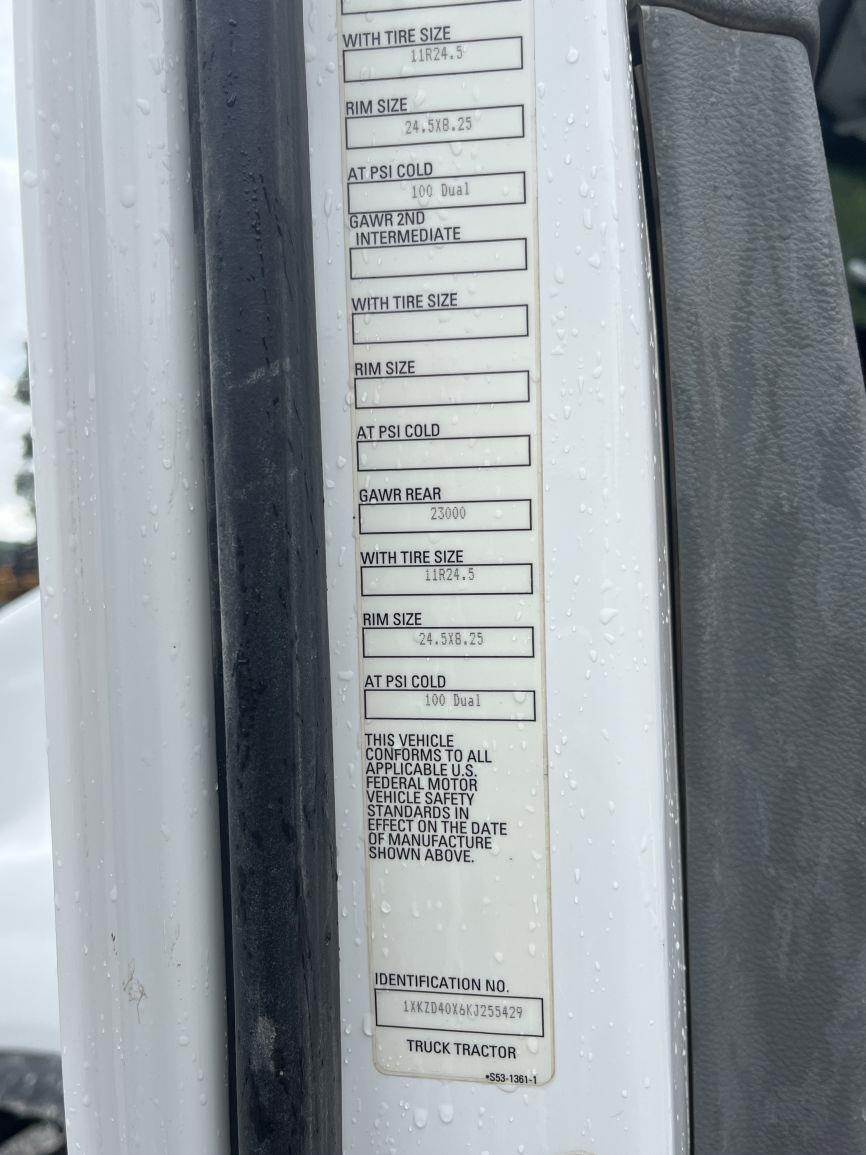 WITH TIRE SIZE
11R24.5
RIM SIZE
24.5X8.25
AT PSI COLD
100 Dual
GAWR 2ND
INTERMEDIATE
WITH TIRE SIZE
RIM SIZE
AT PSI COLD
GAWR REAR
23000
WITH TIRE SIZE
11R24.5
RIM SIZE
24.5X8.25
AT PSI COLD
100 Dual
THIS VEHICLE
CONFORMS TO ALL
APPLICABLE U.S.
FEDERAL MOTOR
VEHICLE SAFETY
STANDARDS IN
EFFECT ON THE DATE
OF MANUFACTURE
SHOWN ABOVE.
IDENTIFICATION NO.
1XKZD40X6KJ255429
TRUCK TRACTOR
•S53-1361-1